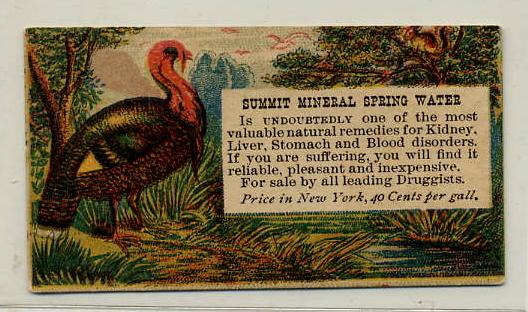 SUMMIT MINERAL SPRING WATER
Is UNDOUBTEDLY one of the most
valuable natural remedies for Kidney,
Liver, Stomach and Blood disorders.
If you are suffering, you will find it
reliable, pleasant and inexpensive.
For sale by all leading Druggists.
Price in New York, 40 Cents per gall.